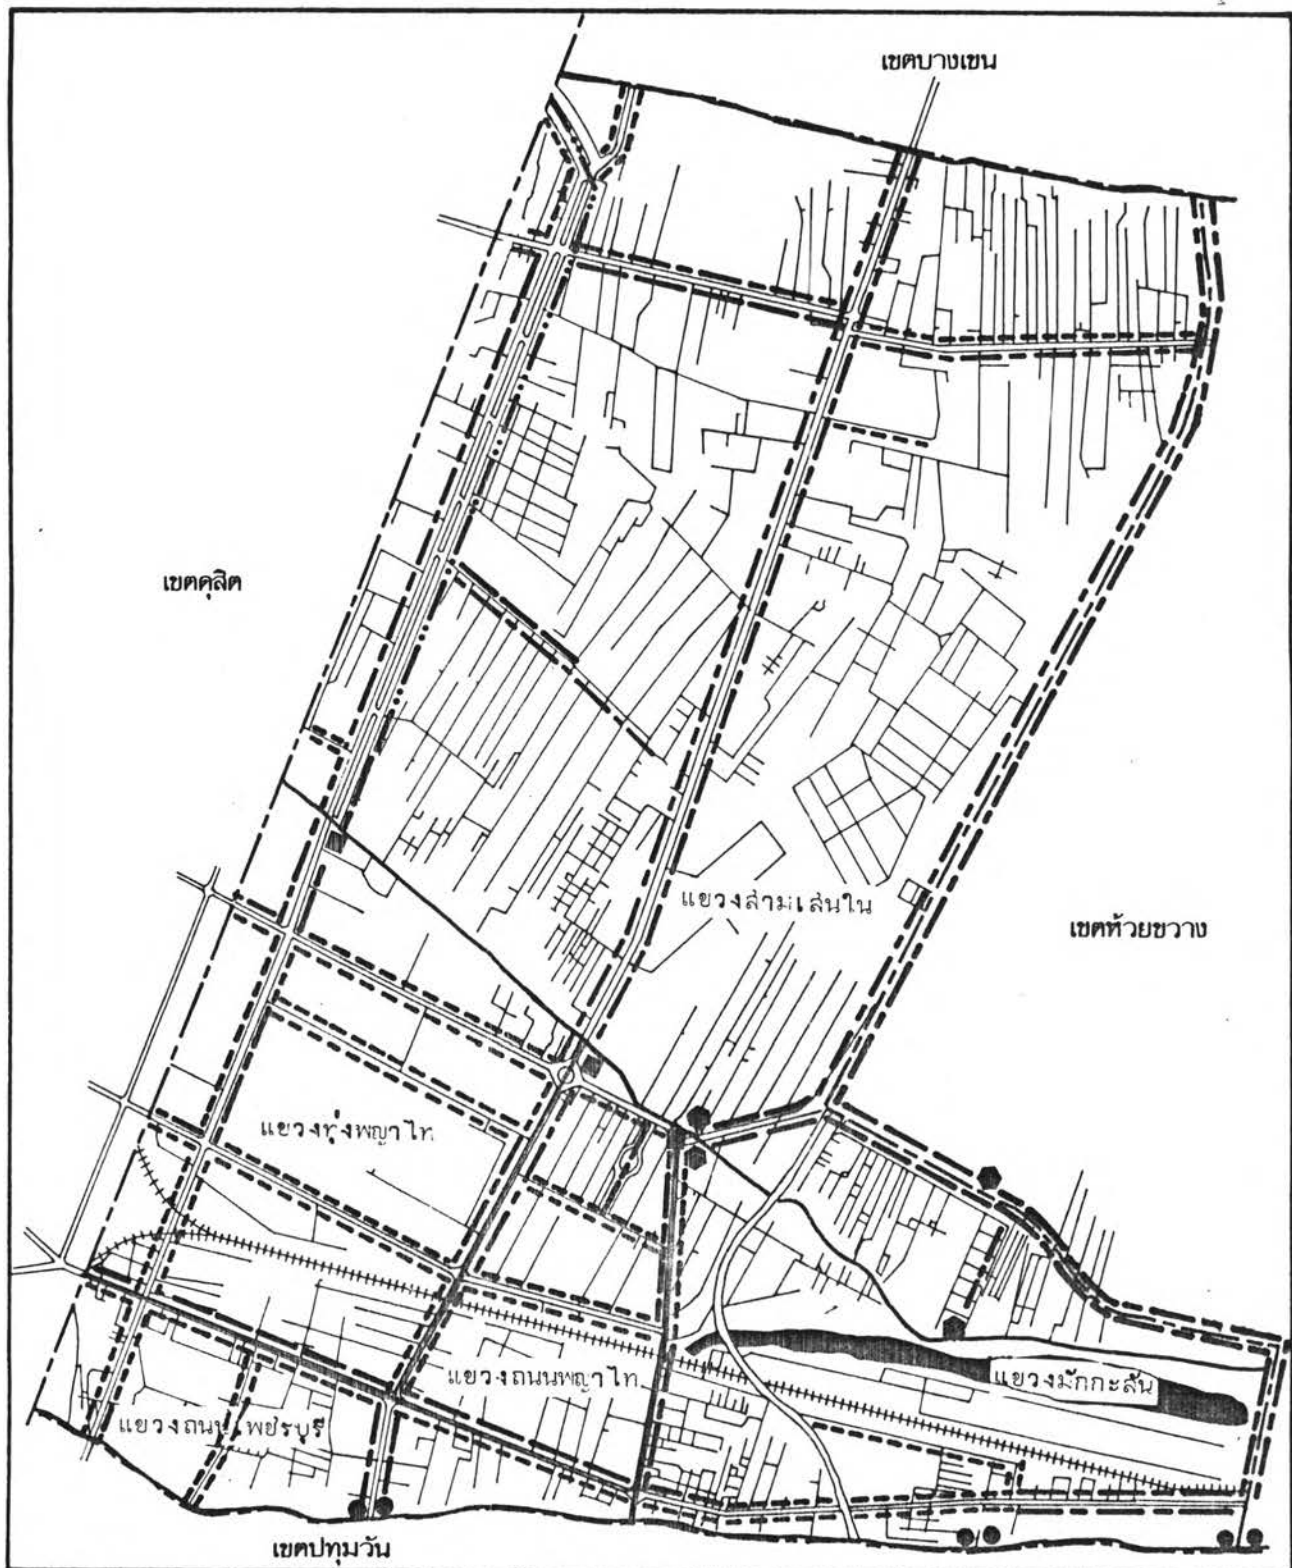 เขตบางเขน
เขตดุสิต
แขวงสามเสนใน
เขตห้วยขวาง
แขวงทุ่งพญาไท
แขวงถนนพญาไท
แขวงมักกะสัน
แขวงถนนเพชรบุรี
เขตปทุมวัน